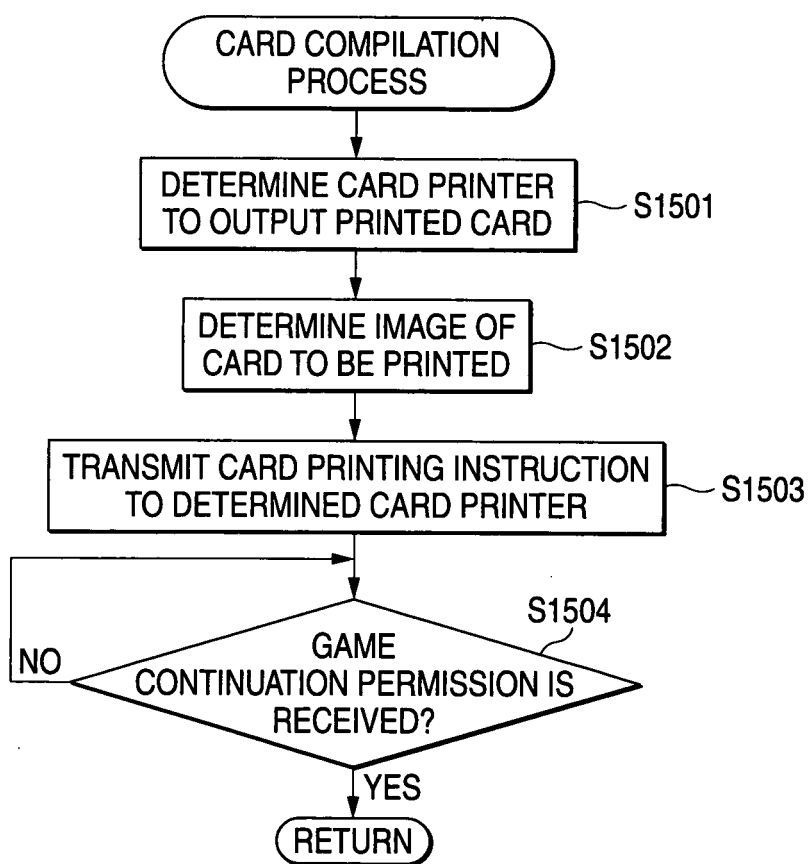 CARD COMPILATION
PROCESS
DETERMINE CARD PRINTER
TO OUTPUT PRINTED CARD
S1501
DETERMINE IMAGE OF
CARD TO BE PRINTED
S1502
TRANSMIT CARD PRINTING INSTRUCTION
TO DETERMINED CARD PRINTER
S1503
S1504
GAME
CONTINUATION PERMISSION IS
RECEIVED?
NO
YES
RETURN